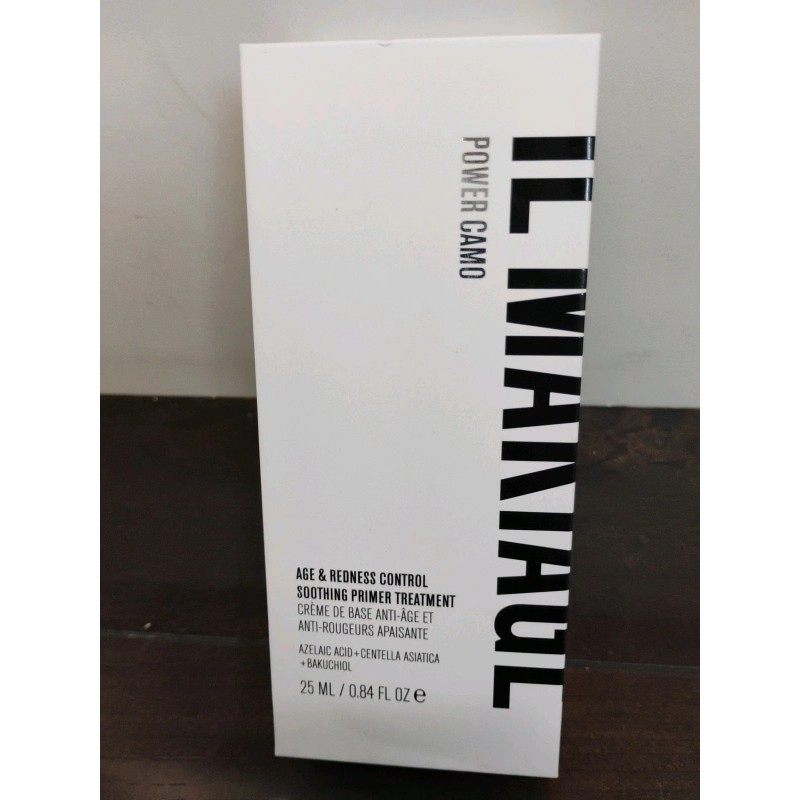 IL MAKIAGE
POWER CAMO
AGE & REDNESS CONTROL
SOOTHING PRIMER TREATMENT
CRÈME DE BASE ANTI-ÂGE ET
ANTI-ROUGEURS APAISANTE
AZELAIC ACID+CENTELLA ASIATICA
+BAKUCHIOL
25 ML / 0.84 FL OZ ℮